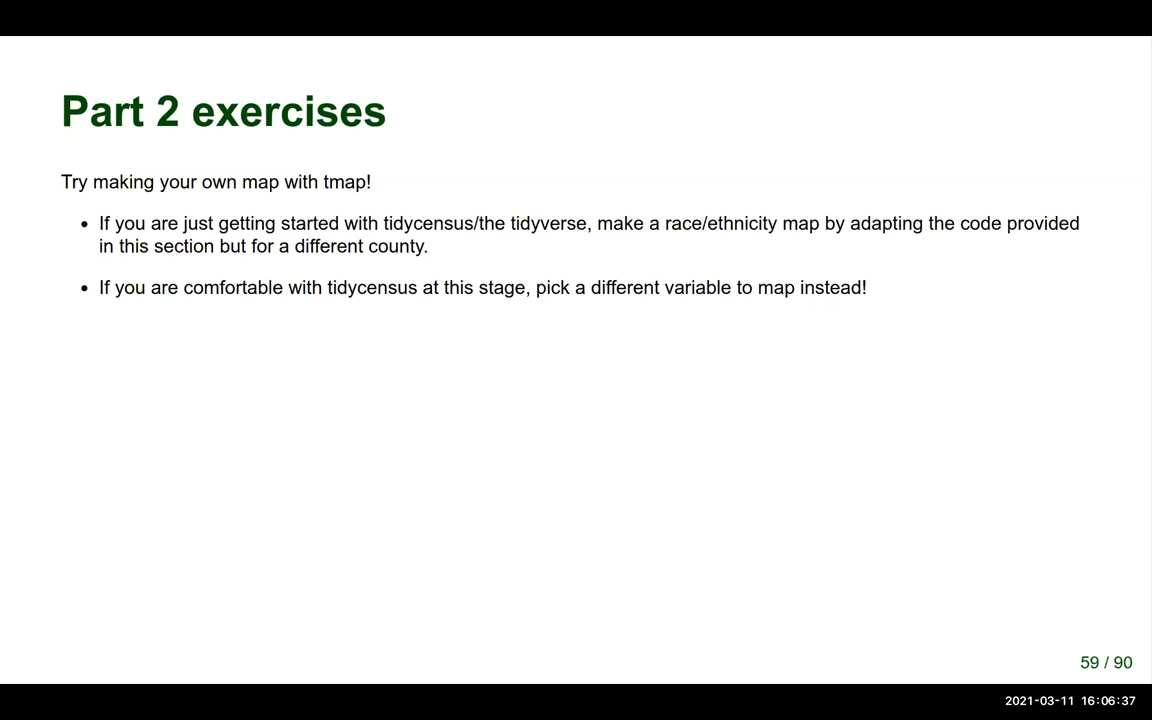 Part 2 exercises
Try making your own map with tmap!
• If you are just getting started with tidycensus/the tidyverse, make a race/ethnicity map by adapting the code provided
in this section but for a different county.
• If you are comfortable with tidycensus at this stage, pick a different variable to map instead!
59 / 90
2021-03-11 16:06:37